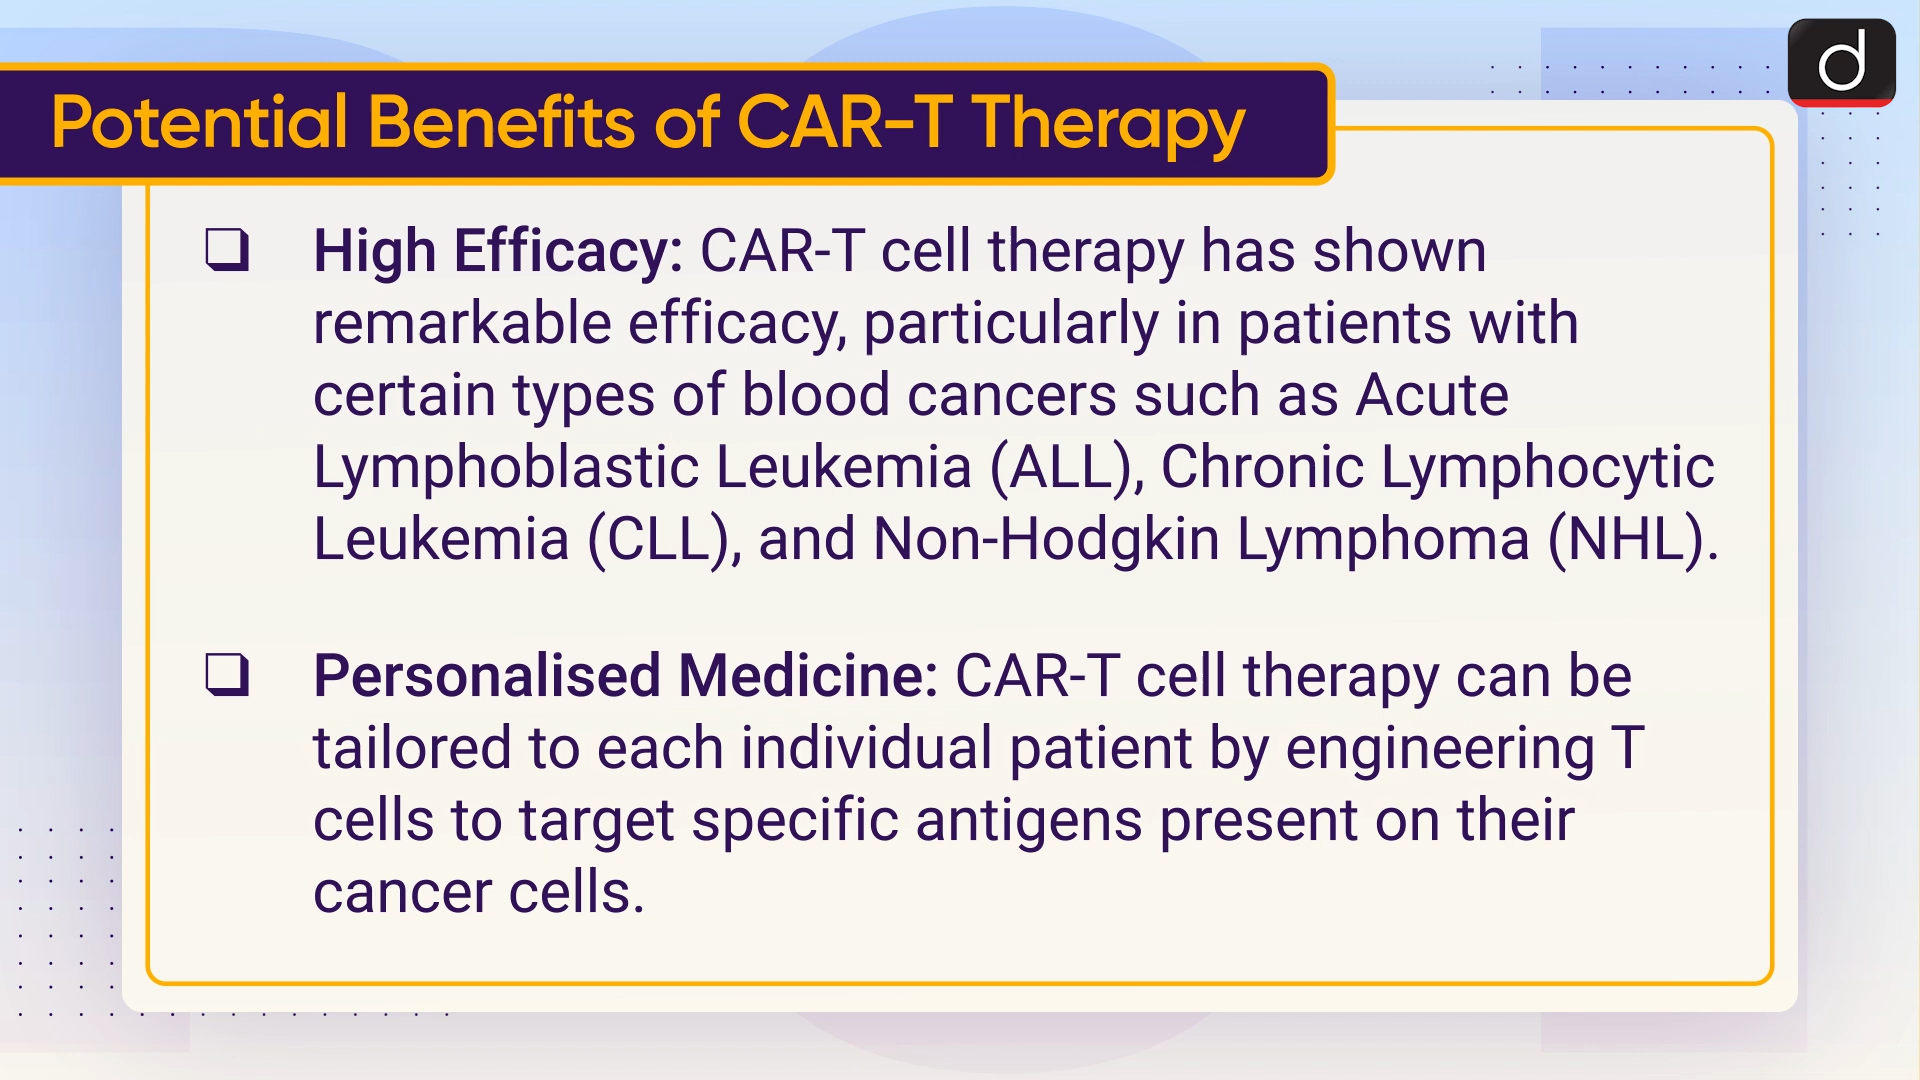 Potential Benefits of CAR-T Therapy
d
❑ High Efficacy: CAR-T cell therapy has shown
remarkable efficacy, particularly in patients with
certain types of blood cancers such as Acute
Lymphoblastic Leukemia (ALL), Chronic Lymphocytic
Leukemia (CLL), and Non-Hodgkin Lymphoma (NHL).
❑ Personalised Medicine: CAR-T cell therapy can be
tailored to each individual patient by engineering T
cells to target specific antigens present on their
cancer cells.